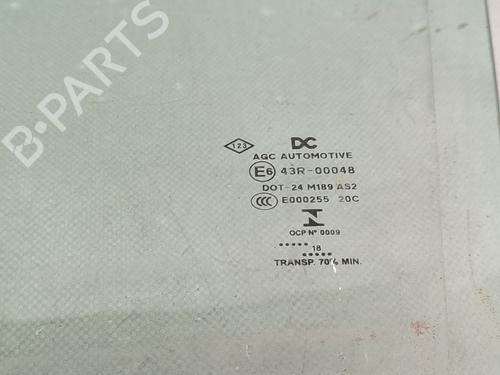 B-PARTS
123 DC
AGC AUTOMOTIVE
E6 43R-00048
DOT-24 M189 AS2
CCC E000255 20C
N
OCP Nº 0009
18
TRANSP. 70% MIN.